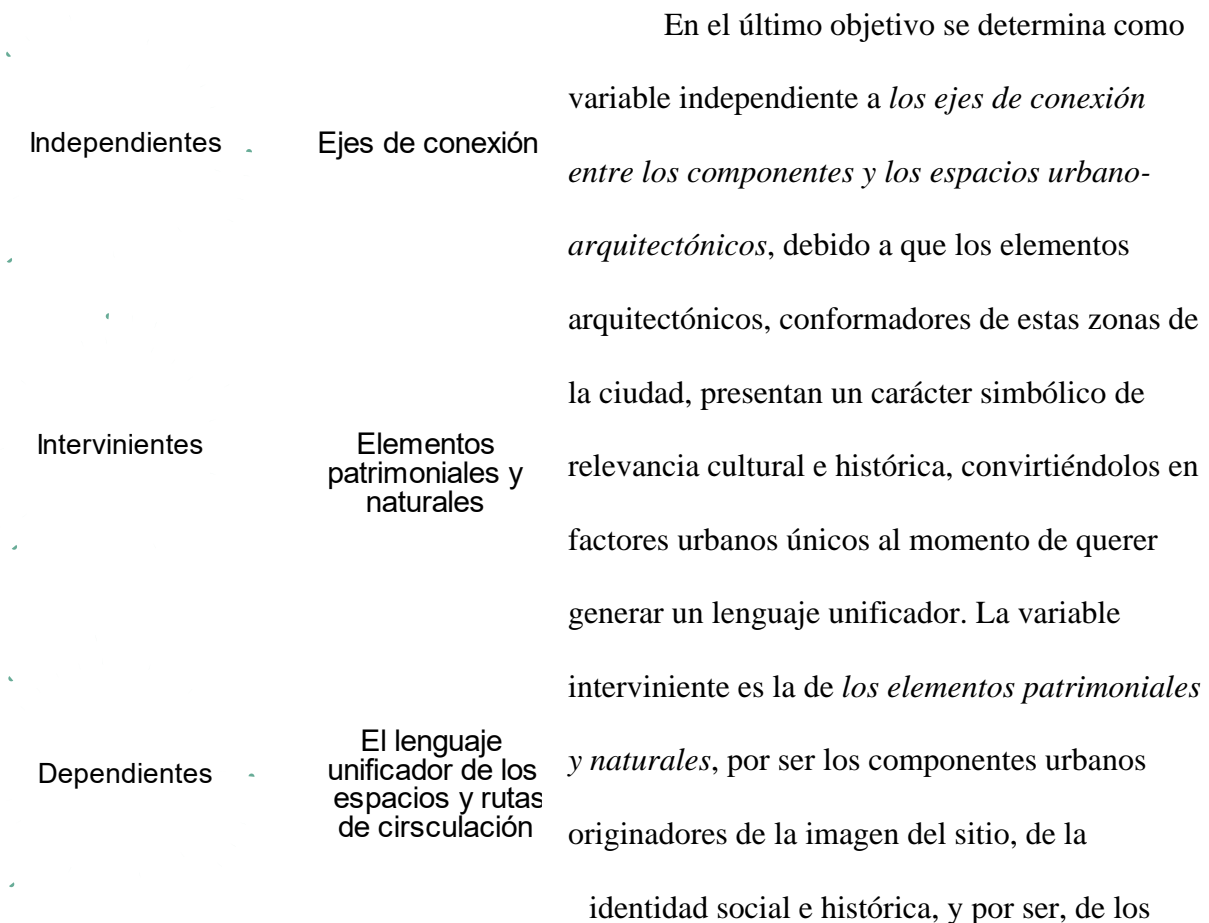 Independientes
Ejes de conexión
Intervinientes
Elementos
patrimoniales y
naturales
Dependientes
El lenguaje
unificador de los
espacios y rutas
de cirsculación
En el último objetivo se determina como
variable independiente a los ejes de conexión
entre los componentes y los espacios urbano-
arquitectónicos, debido a que los elementos
arquitectónicos, conformadores de estas zonas de
la ciudad, presentan un carácter simbólico de
relevancia cultural e histórica, convirtiéndolos en
factores urbanos únicos al momento de querer
generar un lenguaje unificador. La variable
interviniente es la de los elementos patrimoniales
y naturales, por ser los componentes urbanos
originadores de la imagen del sitio, de la
identidad social e histórica, y por ser, de los